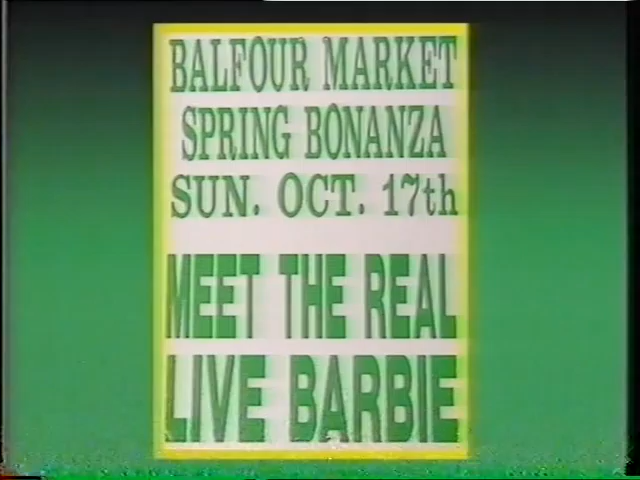 BALFOUR MARKET
SPRING BONANZA
SUN. OCT. 17th
MEET THE REAL
LIVE BARBIE